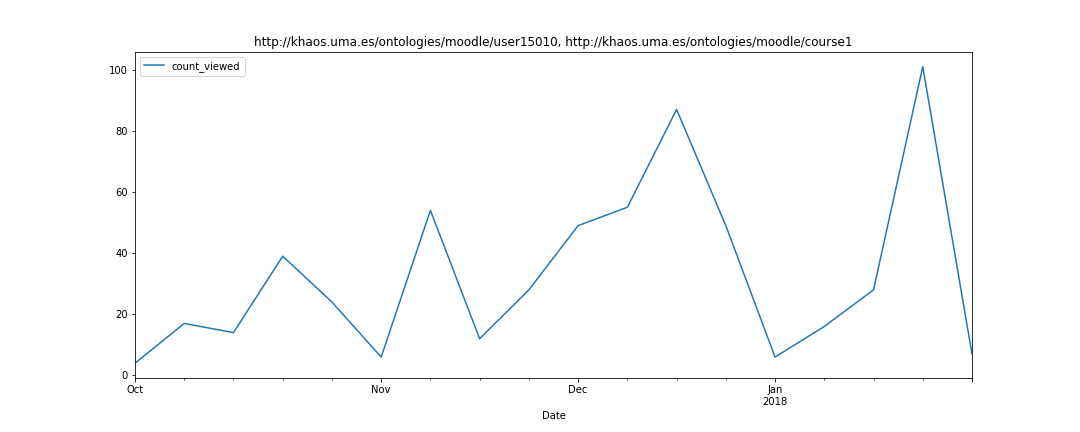 http://khaos.uma.es/ontologies/moodle/user15010, http://khaos.uma.es/ontologies/moodle/course1
count_viewed
100
80
60
40
20
0
Oct Nov Dec Jan
2018
Date